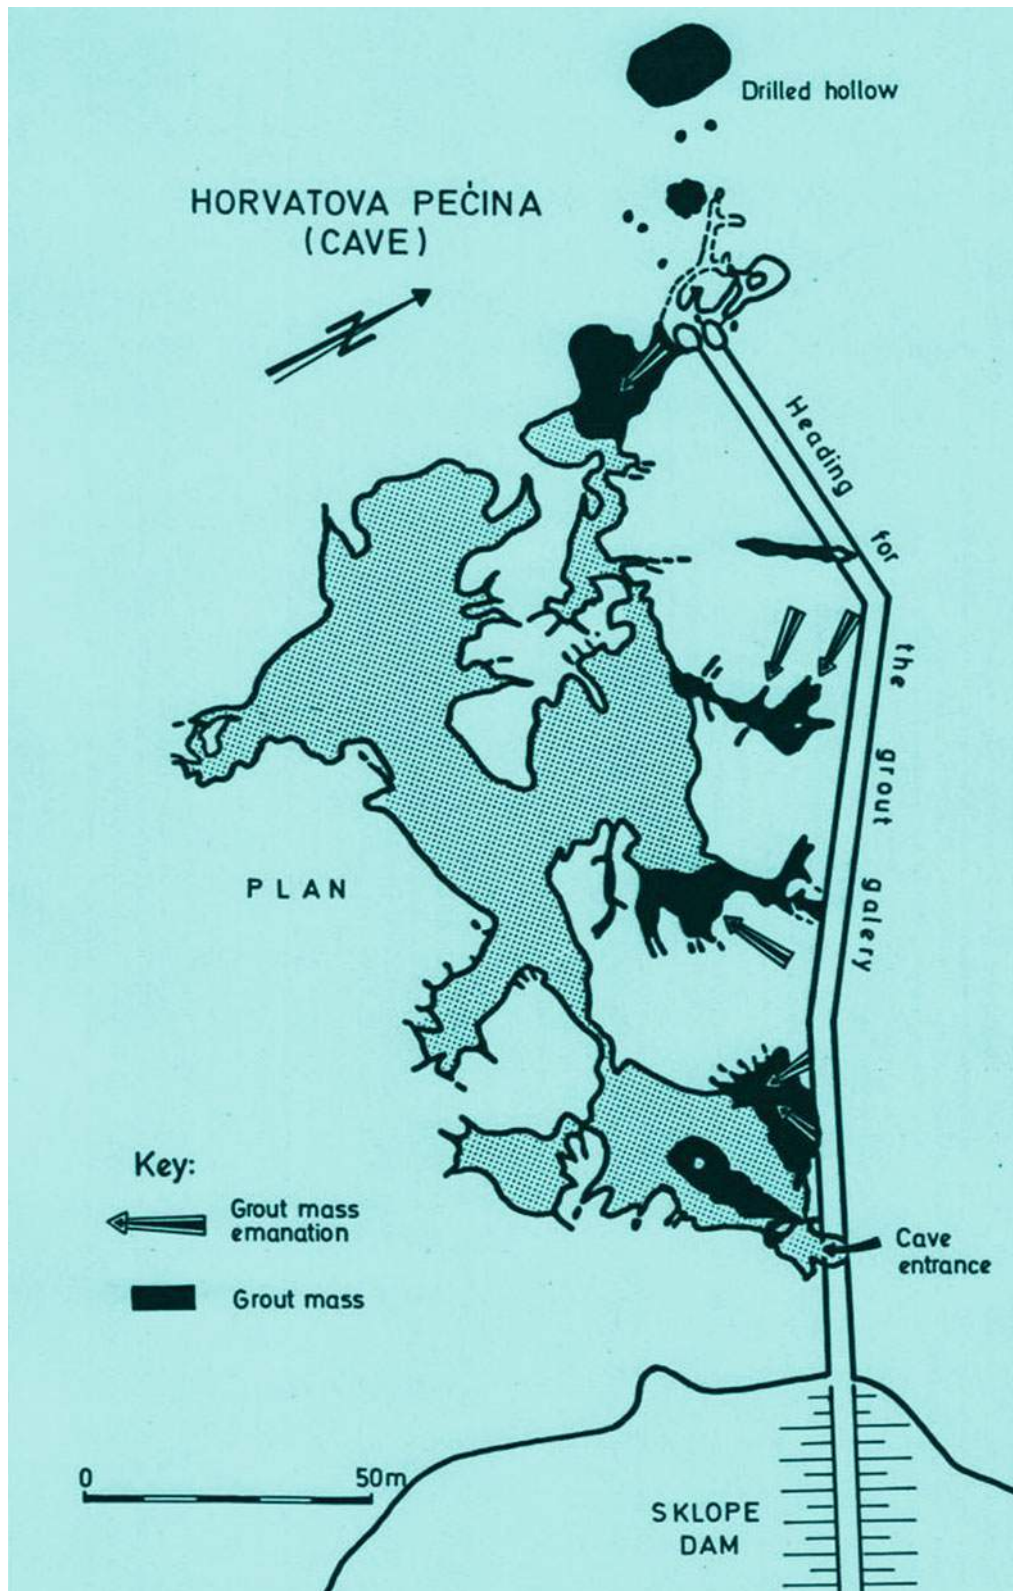 Drilled hollow
HORVATOVA PEĊINA
(CAVE)
Heading for the grout galery
PLAN
Key:
Grout mass
emanation
Grout mass
Cave
entrance
0 50m
SKLOPE
DAM